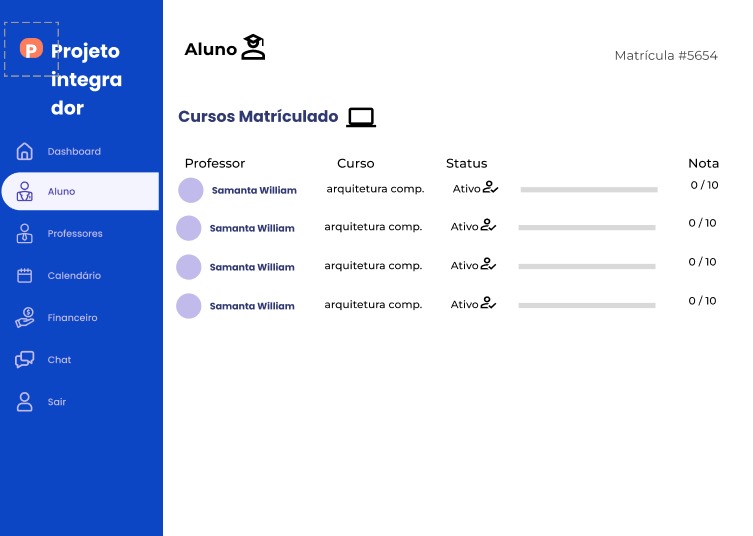 P
Projeto
integra
dor
Dashboard
Aluno
Professores
Calendário
Financeiro
Chat
Sair
Aluno
Matrícula #5654
Cursos Matrículado
Professor Curso Status Nota
Samanta William arquitetura comp. Ativo 0 / 10
Samanta William arquitetura comp. Ativo 0 / 10
Samanta William arquitetura comp. Ativo 0 / 10
Samanta William arquitetura comp. Ativo 0 / 10